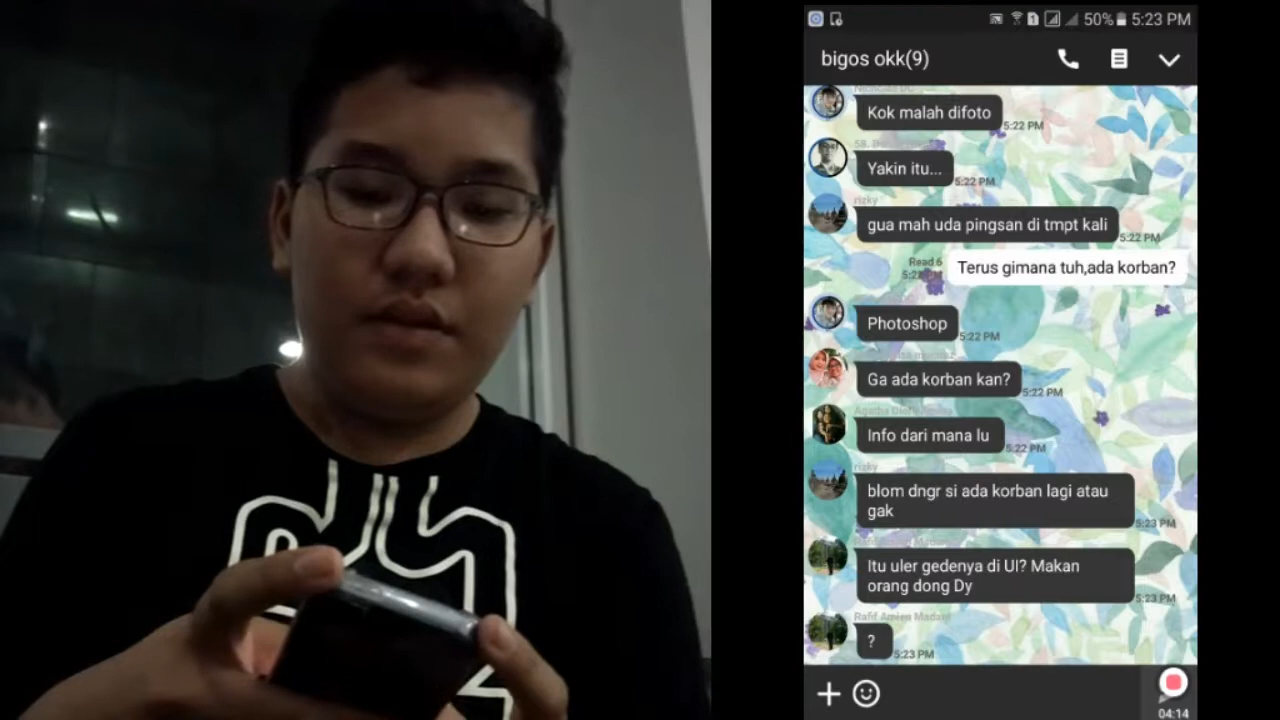 50% 5:23 PM
bigos okk(9)
Kok malah difoto
5:22 PM
Yakin itu...
5:22 PM
rizky
gua mah uda pingsan di tmpt kali
5:22 PM
Read 6
Terus gimana tuh,ada korban?
Photoshop
5:22 PM
Ga ada korban kan?
5:22 PM
Info dari mana lu
5:22 PM
rizky
blom dngr si ada korban lagi atau
gak
5:23 PM
Itu uler gedenya di UI? Makan
orang dong Dy
5:23 PM
Rafif Amien Madani
?
5:23 PM
04:14